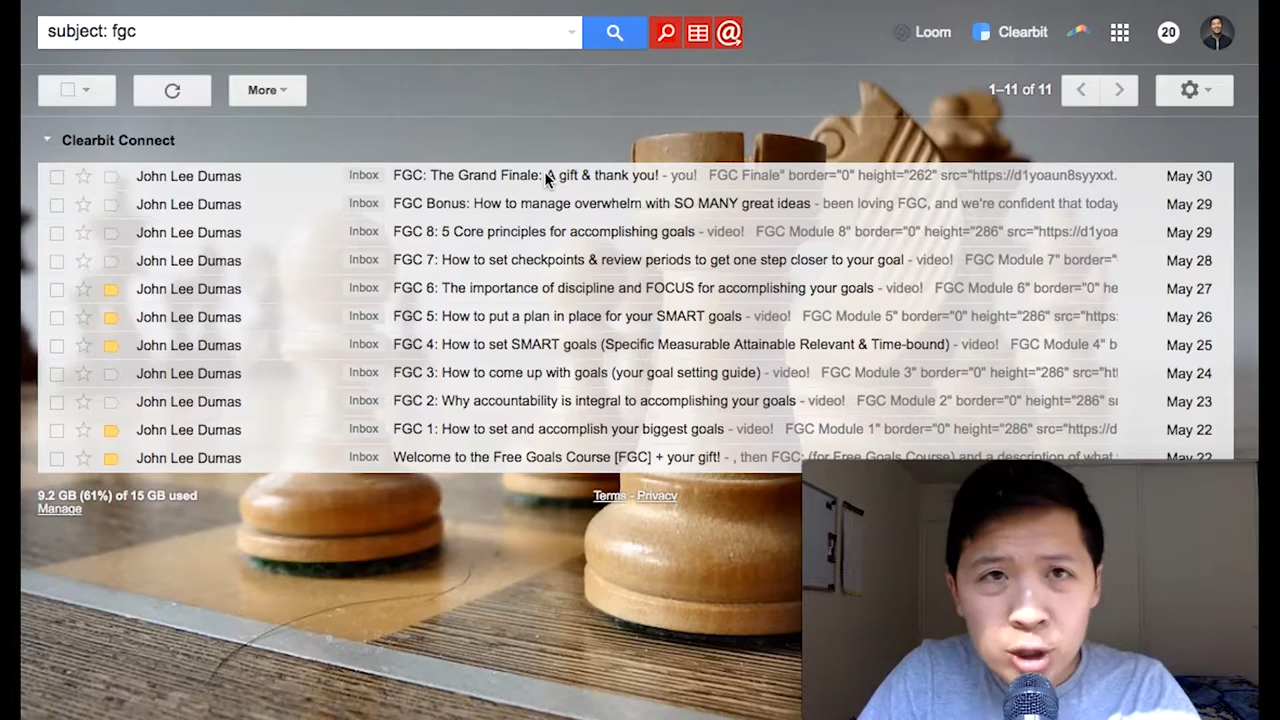 subject: fgc
Loom
Clearbit
20
More
1–11 of 11
Clearbit Connect
John Lee Dumas Inbox FGC: The Grand Finale: A gift & thank you! - you! FGC Finale" border="0" height="262" src="https://d1yoaun8syyxxt. May 30
John Lee Dumas Inbox FGC Bonus: How to manage overwhelm with SO MANY great ideas - been loving FGC, and we're confident that today May 29
John Lee Dumas Inbox FGC 8: 5 Core principles for accomplishing goals - video! FGC Module 8" border="0" height="286" src="https://d1yoa May 29
John Lee Dumas Inbox FGC 7: How to set checkpoints & review periods to get one step closer to your goal - video! FGC Module 7" border=" May 28
John Lee Dumas Inbox FGC 6: The importance of discipline and FOCUS for accomplishing your goals - video! FGC Module 6" border="0" he May 27
John Lee Dumas Inbox FGC 5: How to put a plan in place for your SMART goals - video! FGC Module 5" border="0" height="286" src="https: May 26
John Lee Dumas Inbox FGC 4: How to set SMART goals (Specific Measurable Attainable Relevant & Time-bound) - video! FGC Module 4" b May 25
John Lee Dumas Inbox FGC 3: How to come up with goals (your goal setting guide) - video! FGC Module 3" border="0" height="286" src="htt May 24
John Lee Dumas Inbox FGC 2: Why accountability is integral to accomplishing your goals - video! FGC Module 2" border="0" height="286" s May 23
John Lee Dumas Inbox FGC 1: How to set and accomplish your biggest goals - video! FGC Module 1" border="0" height="286" src="https://d May 22
John Lee Dumas Inbox Welcome to the Free Goals Course [FGC] + your gift! - , then FGC: (for Free Goals Course) and a description of what May 22
9.2 GB (61%) of 15 GB used
Manage
Terms - Privacy